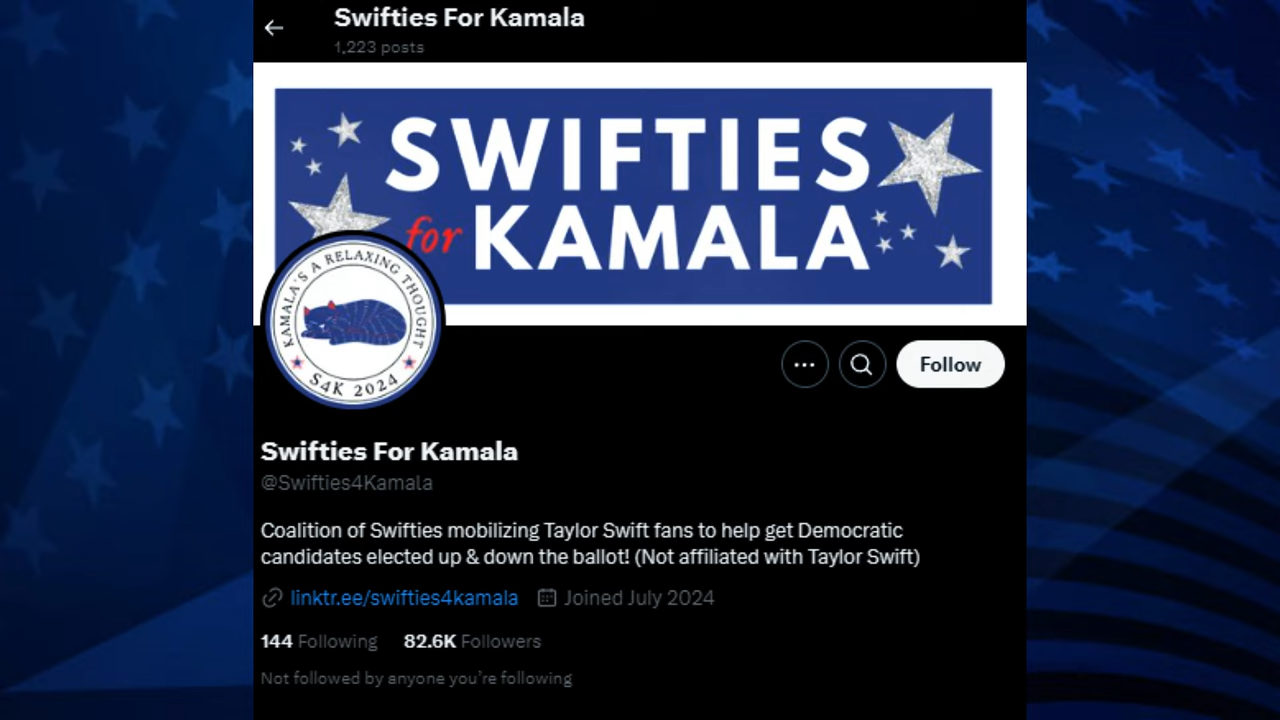 Swifties For Kamala
1,223 posts
SWIFTIES
for KAMALA
KAMALA'S A RELAXING THOUGHT
S4K 2024
Follow
Swifties For Kamala
@Swifties4Kamala
Coalition of Swifties mobilizing Taylor Swift fans to help get Democratic
candidates elected up & down the ballot! (Not affiliated with Taylor Swift)
linktr.ee/swifties4kamala Joined July 2024
144 Following 82.6K Followers
Not followed by anyone you’re following